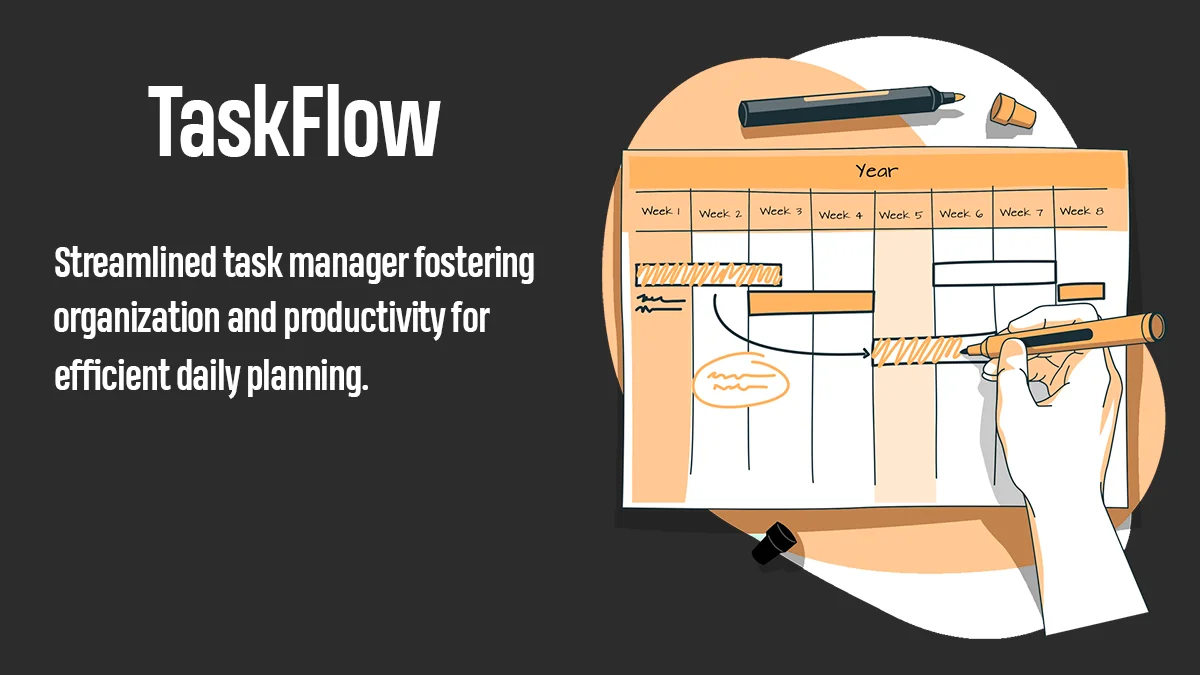 TaskFlow
Streamlined task manager fostering
organization and productivity for
efficient daily planning.
Year
Week 1 Week 2 Week 3 Week 4 Week 5 Week 6 Week 7 Week 8